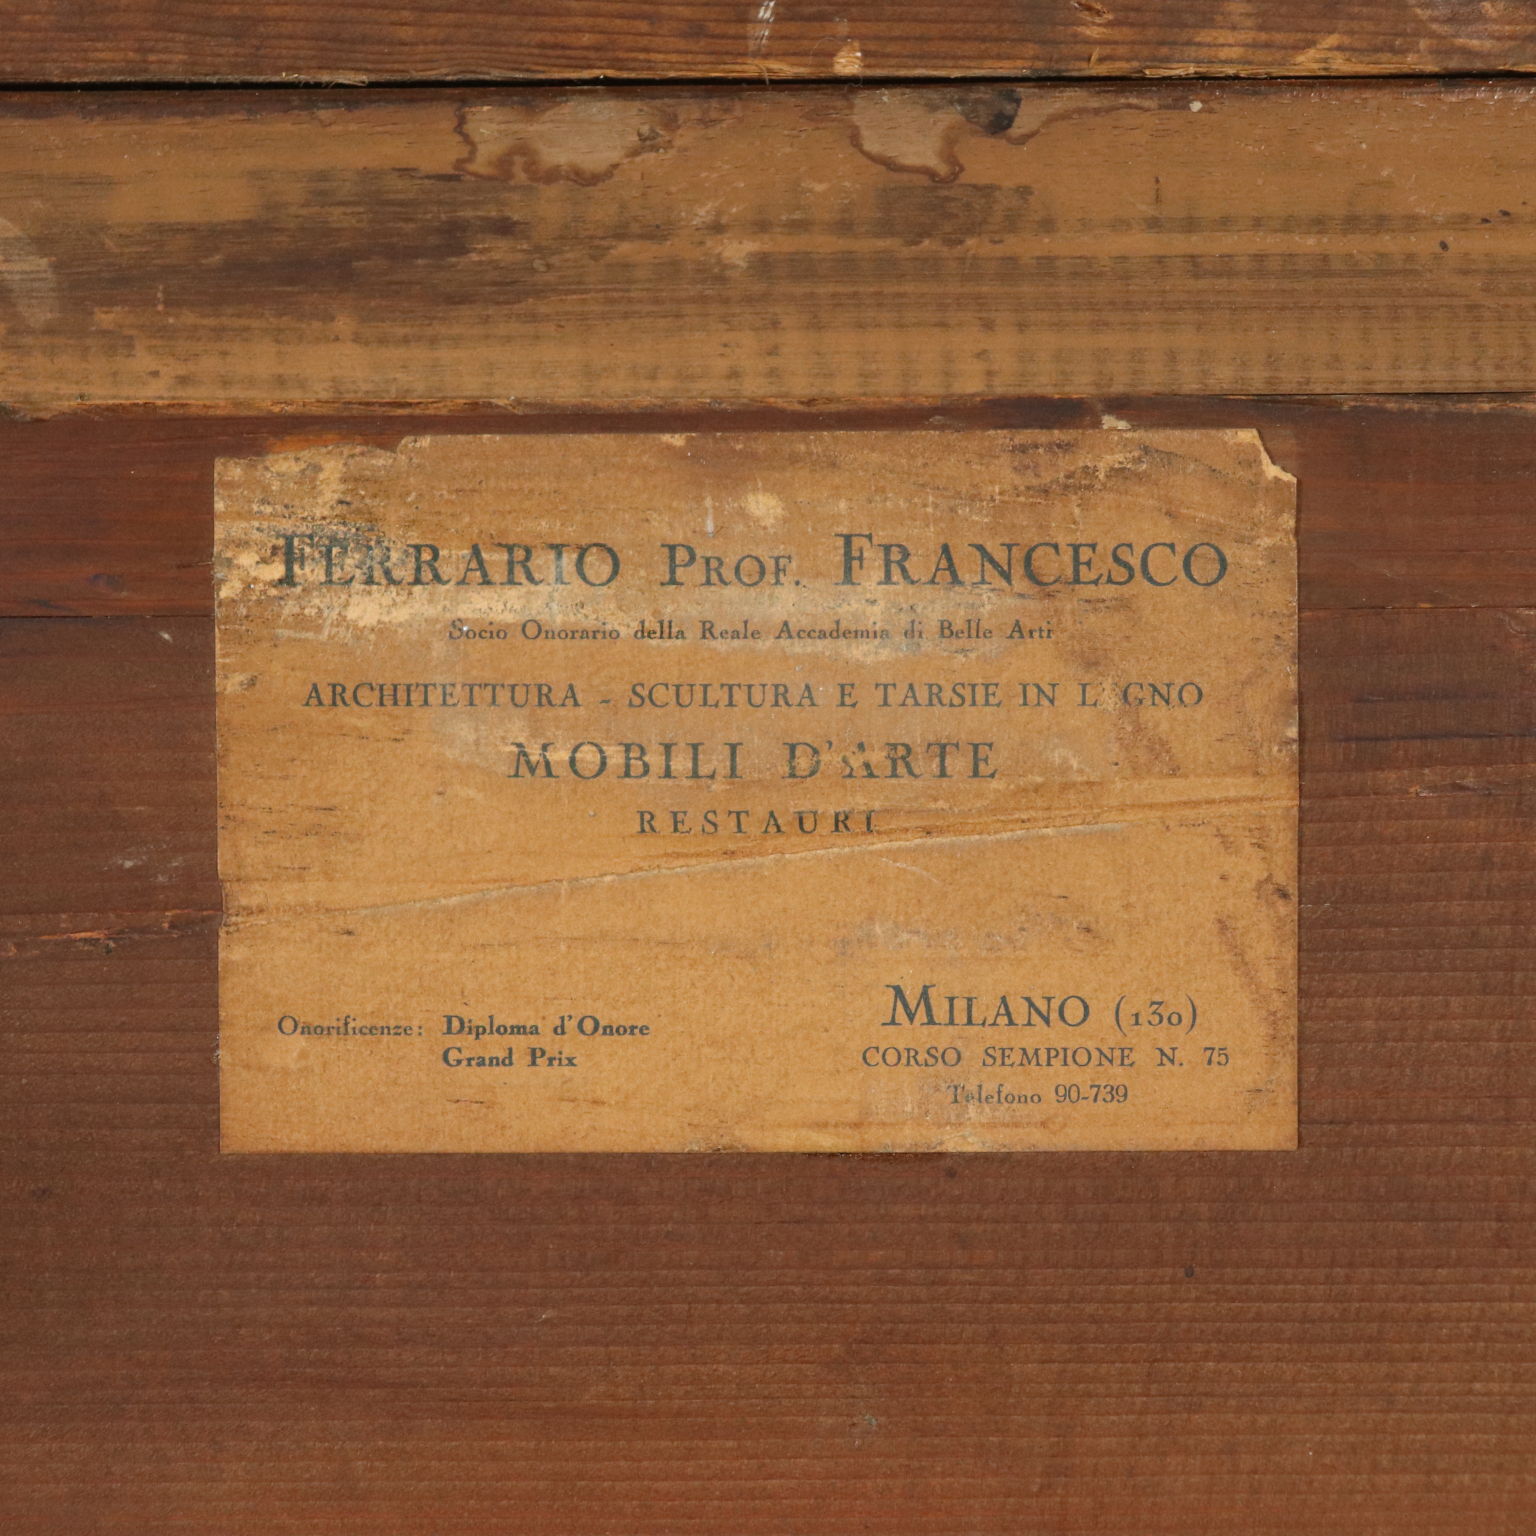 FERRARIO PROF. FRANCESCO
Socio Onorario della Reale Accademia di Belle Arti
ARCHITETTURA - SCULTURA E TARSIE IN L GNO
MOBILI D'ARTE
RESTAURI
Onorificenze: Diploma d'Onore
Grand Prix
MILANO (130)
CORSO SEMPIONE N. 75
Telefono 90-739